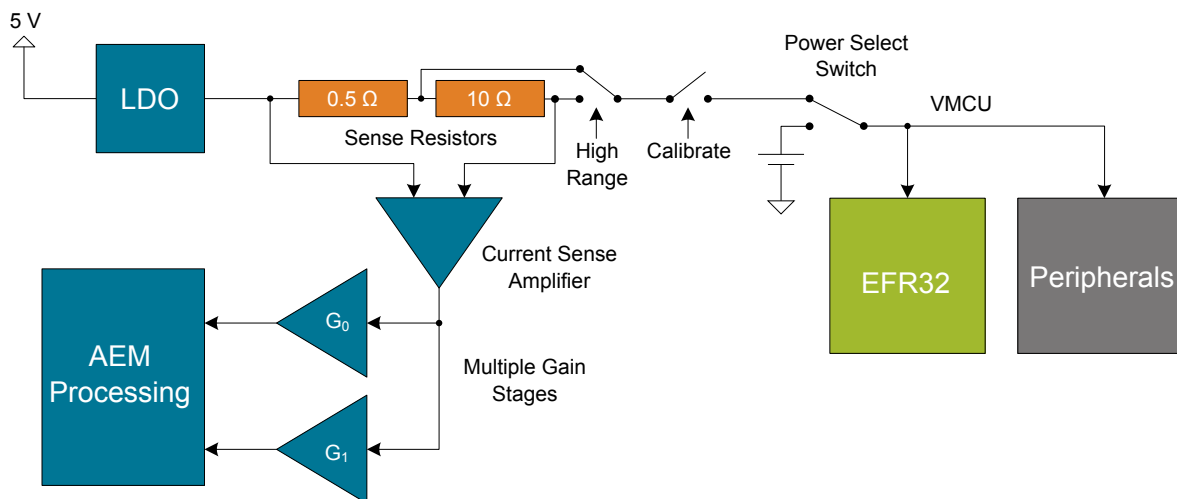 5 V
LDO
0.5 Ω
10 Ω
Sense Resistors
High
Range
Calibrate
Power Select
Switch
VMCU
Current Sense
Amplifier
EFR32
Peripherals
AEM
Processing
G0
Multiple Gain
Stages
G1